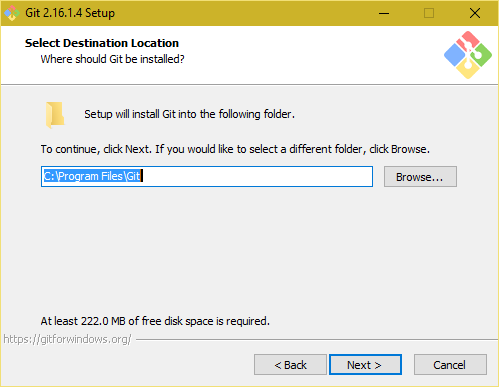 Git 2.16.1.4 Setup
Select Destination Location
Where should Git be installed?
Setup will install Git into the following folder.
To continue, click Next. If you would like to select a different folder, click Browse.
C:\Program Files\Git
Browse...
At least 222.0 MB of free disk space is required.
https://gitforwindows.org/
< Back
Next >
Cancel